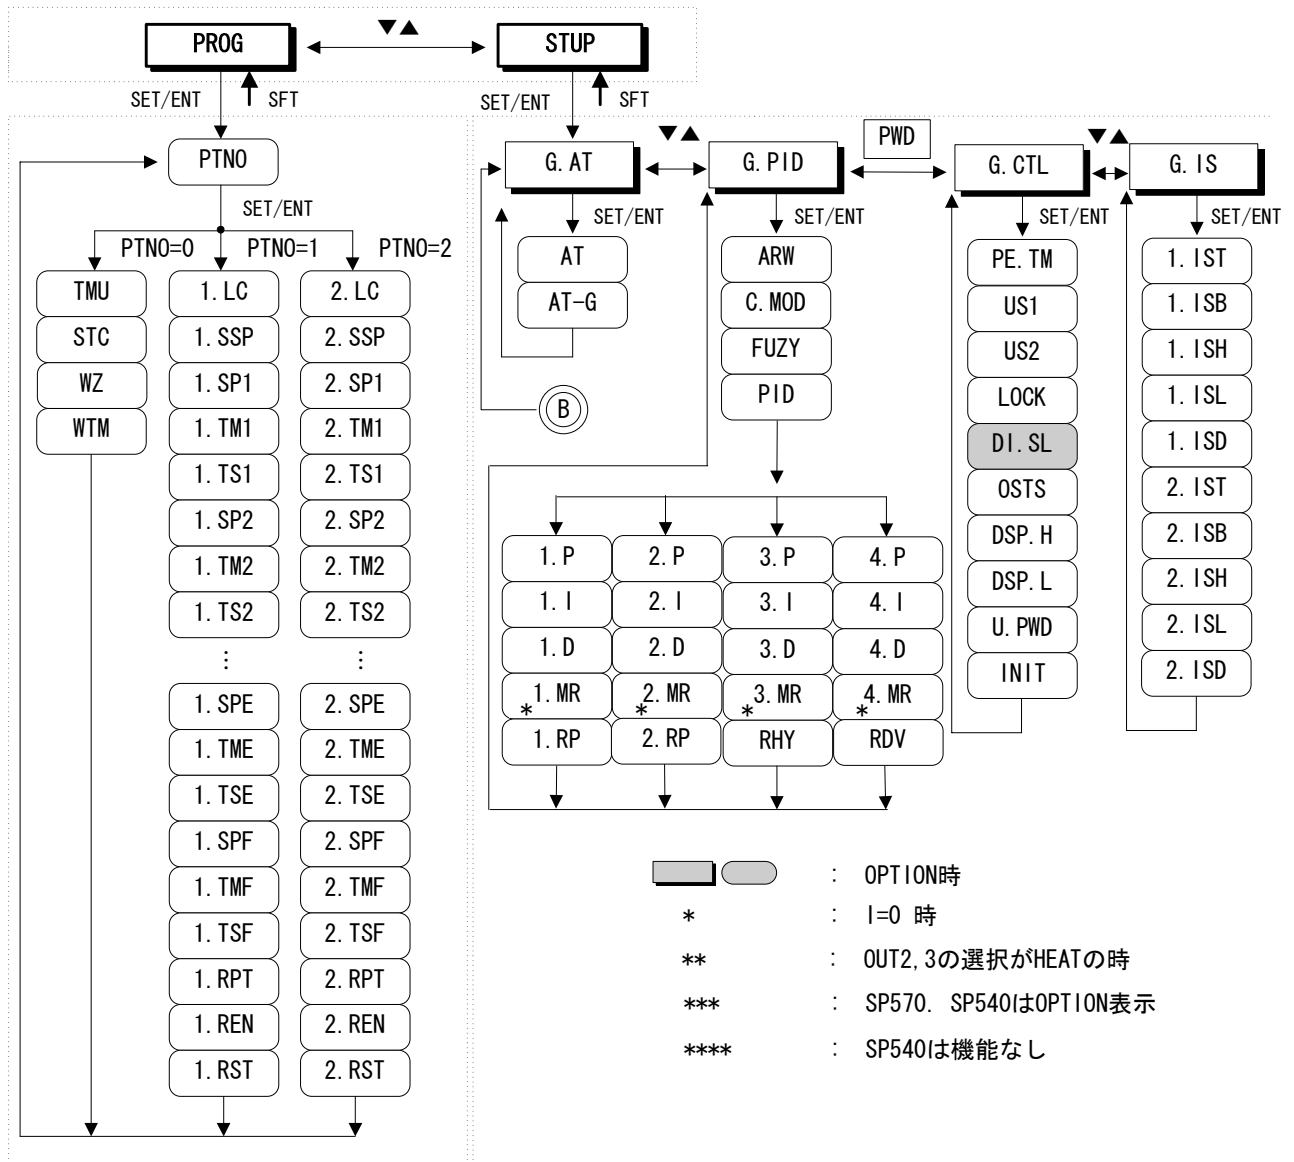 PROG
▼▲
STUP
SET/ENT
SFT
SET/ENT
SFT
PTNO
SET/ENT
PTNO=0
PTNO=1
PTNO=2
TMU
STC
WZ
WTM
1. LC
1. SSP
1. SP1
1. TM1
1. TS1
1. SP2
1. TM2
1. TS2
⋮
1. SPE
1. TME
1. TSE
1. SPF
1. TMF
1. TSF
1. RPT
1. REN
1. RST
2. LC
2. SSP
2. SP1
2. TM1
2. TS1
2. SP2
2. TM2
2. TS2
⋮
2. SPE
2. TME
2. TSE
2. SPF
2. TMF
2. TSF
2. RPT
2. REN
2. RST
G. AT
▼▲
G. PID
PWD
G. CTL
▼▲
G. IS
SET/ENT
AT
AT-G
B
SET/ENT
ARW
C. MOD
FUZY
PID
1. P
1. I
1. D
*1. MR
1. RP
2. P
2. I
2. D
*2. MR
2. RP
3. P
3. I
3. D
*3. MR
RHY
4. P
4. I
4. D
*4. MR
RDV
SET/ENT
PE. TM
US1
US2
LOCK
DI. SL
OSTS
DSP. H
DSP. L
U. PWD
INIT
SET/ENT
1. IST
1. ISB
1. ISH
1. ISL
1. ISD
2. IST
2. ISB
2. ISH
2. ISL
2. ISD
: OPTION時
* : I=0 時
** : OUT2,3の選択がHEATの時
*** : SP570. SP540はOPTION表示
**** : SP540は機能なし